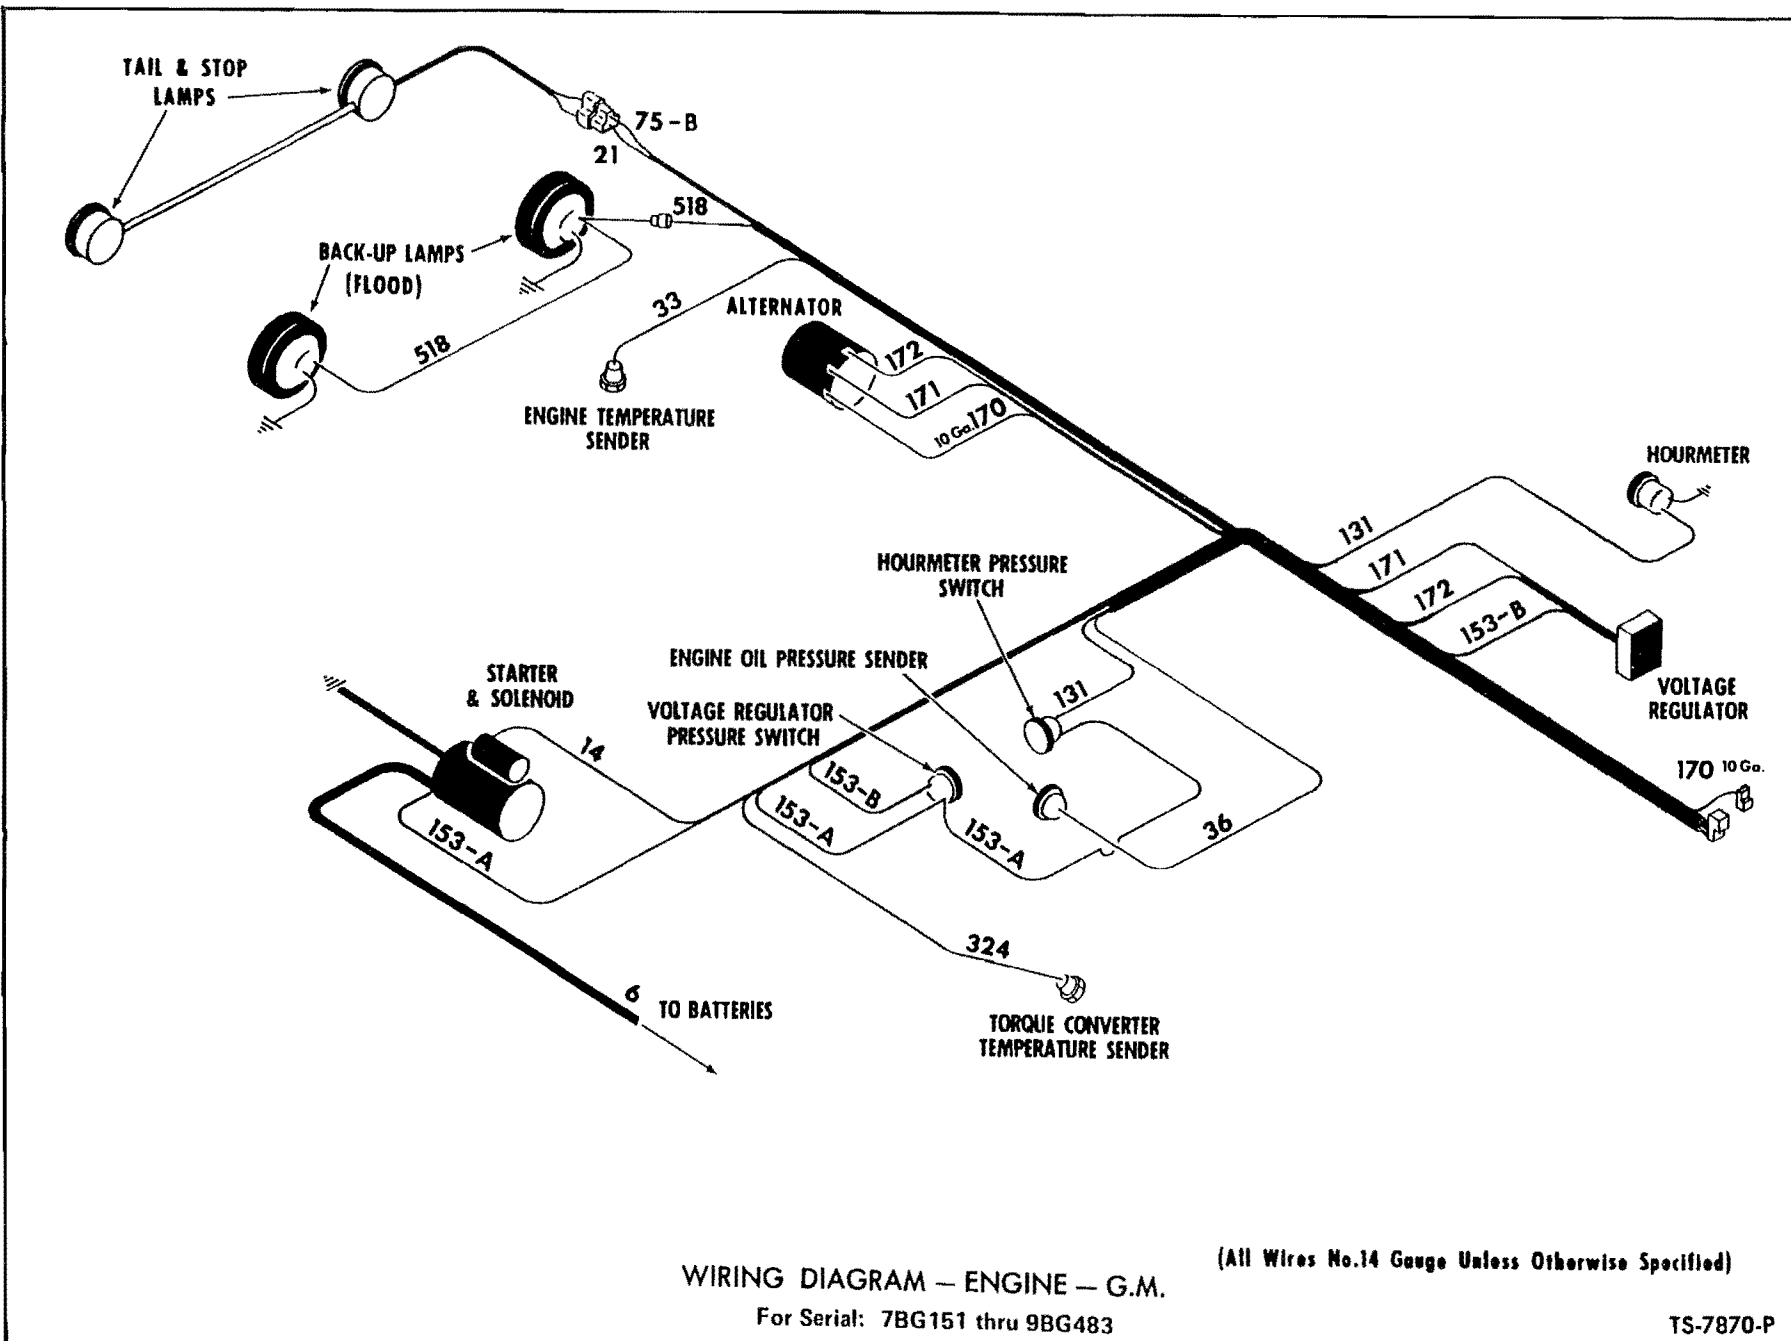 TAIL & STOP
LAMPS
75-B
21
518
BACK-UP LAMPS
(FLOOD)
518
33
ALTERNATOR
172
171
10 Ga. 170
ENGINE TEMPERATURE
SENDER
HOURMETER
131
171
172
153-B
VOLTAGE
REGULATOR
170 10 Ga.
HOURMETER PRESSURE
SWITCH
ENGINE OIL PRESSURE SENDER
131
VOLTAGE REGULATOR
PRESSURE SWITCH
STARTER
& SOLENOID
14
153-B
153-A
153-A
153-A
36
324
6 TO BATTERIES
TORQUE CONVERTER
TEMPERATURE SENDER
(All Wires No.14 Gauge Unless Otherwise Specified)
WIRING DIAGRAM — ENGINE — G.M.
For Serial: 7BG151 thru 9BG483
TS-7870-P